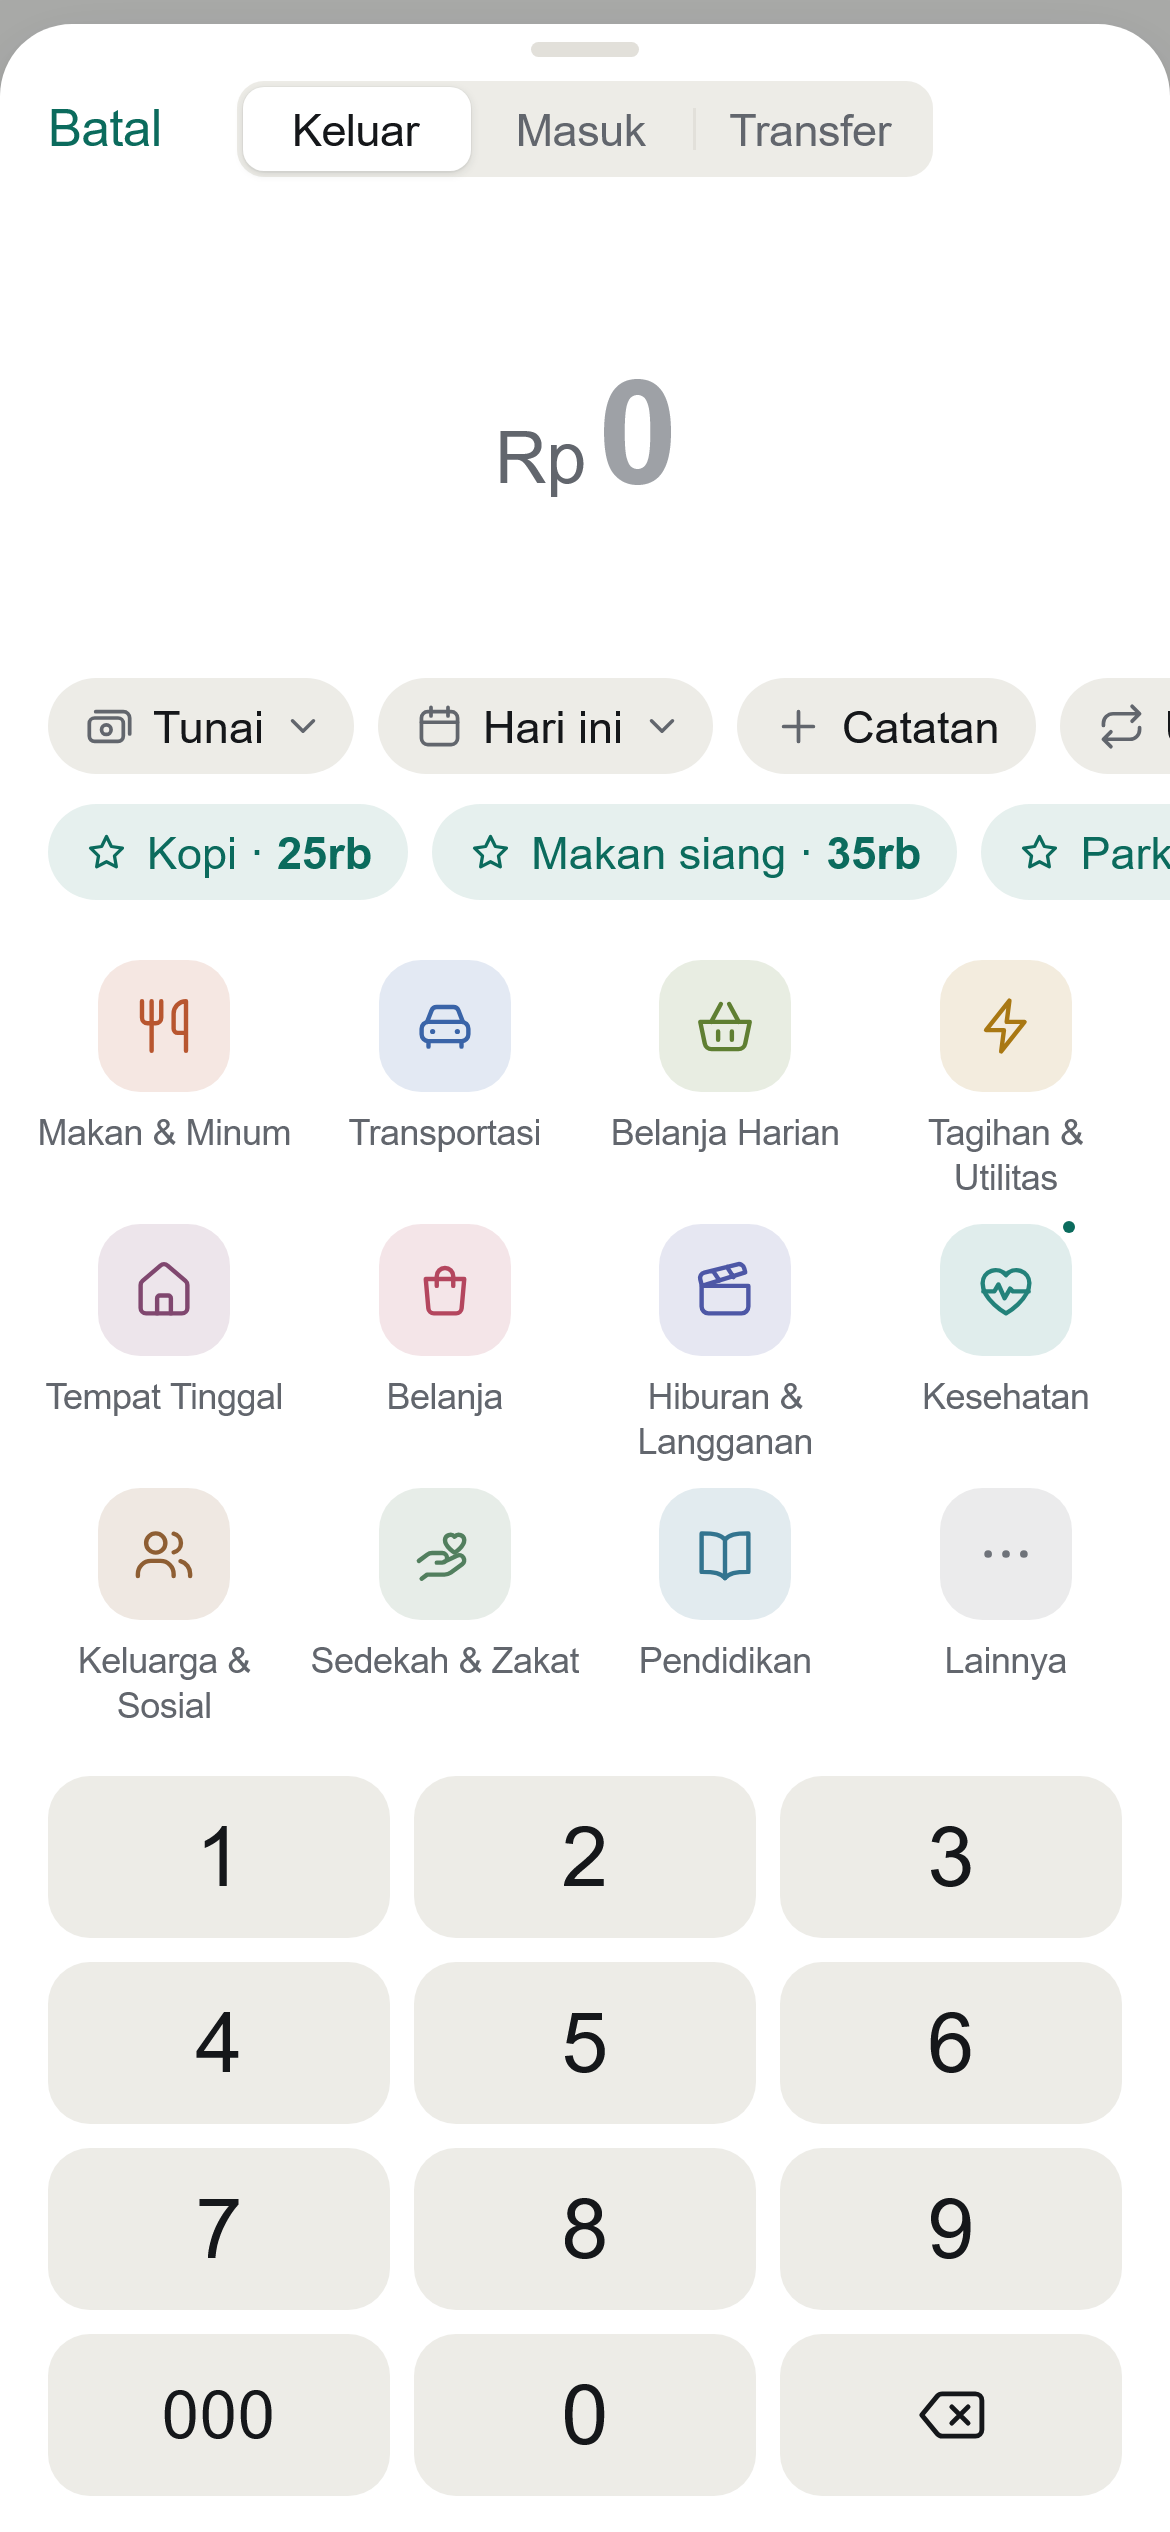 Batal
Keluar
Masuk
Transfer
Rp 0
Tunai
Hari ini
Catatan
Kopi · 25rb
Makan siang · 35rb
Makan & Minum
Transportasi
Belanja Harian
Tagihan &
Utilitas
Tempat Tinggal
Belanja
Hiburan &
Langganan
Kesehatan
Keluarga &
Sosial
Sedekah & Zakat
Pendidikan
Lainnya
1
2
3
4
5
6
7
8
9
000
0